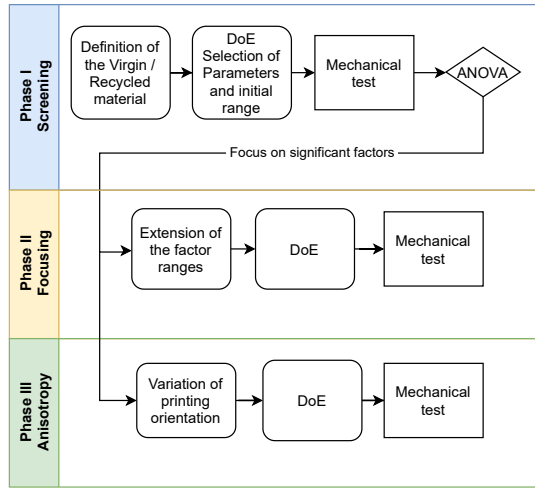 Phase I
Screening
Definition of
the Virgin /
Recycled
material
DoE
Selection of
Parameters
and initial
range
Mechanical
test
ANOVA
Focus on significant factors
Phase II
Focusing
Extension of
the factor
ranges
DoE
Mechanical
test
Phase III
Anisotropy
Variation of
printing
orientation
DoE
Mechanical
test